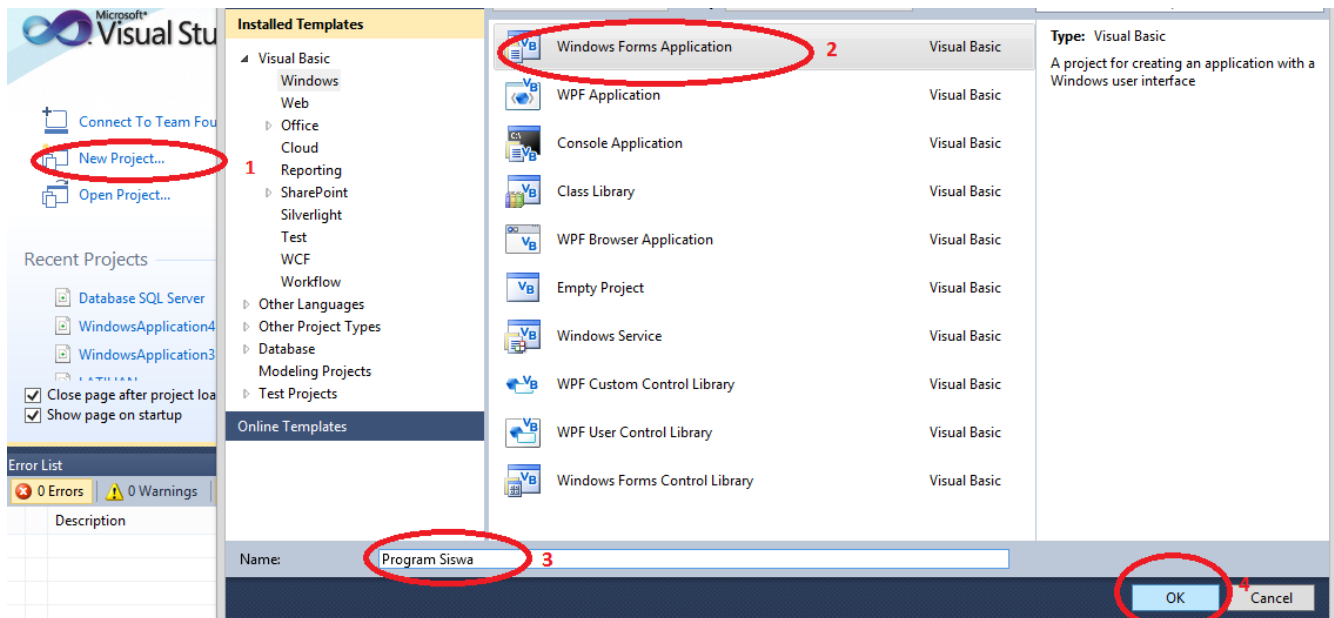 Microsoft®
Visual Stu
Connect To Team Fou
New Project...
1
Open Project...
Recent Projects
Database SQL Server
WindowsApplication4
WindowsApplication3
LATIHAN
Close page after project loa
Show page on startup
Error List
0 Errors
0 Warnings
Description
Installed Templates
Visual Basic
Windows
Web
Office
Cloud
Reporting
SharePoint
Silverlight
Test
WCF
Workflow
Other Languages
Other Project Types
Database
Modeling Projects
Test Projects
Online Templates
Windows Forms Application 2 Visual Basic
WPF Application Visual Basic
Console Application Visual Basic
Class Library Visual Basic
WPF Browser Application Visual Basic
Empty Project Visual Basic
Windows Service Visual Basic
WPF Custom Control Library Visual Basic
WPF User Control Library Visual Basic
Windows Forms Control Library Visual Basic
Type: Visual Basic
A project for creating an application with a
Windows user interface
Name: Program Siswa 3
OK 4 Cancel